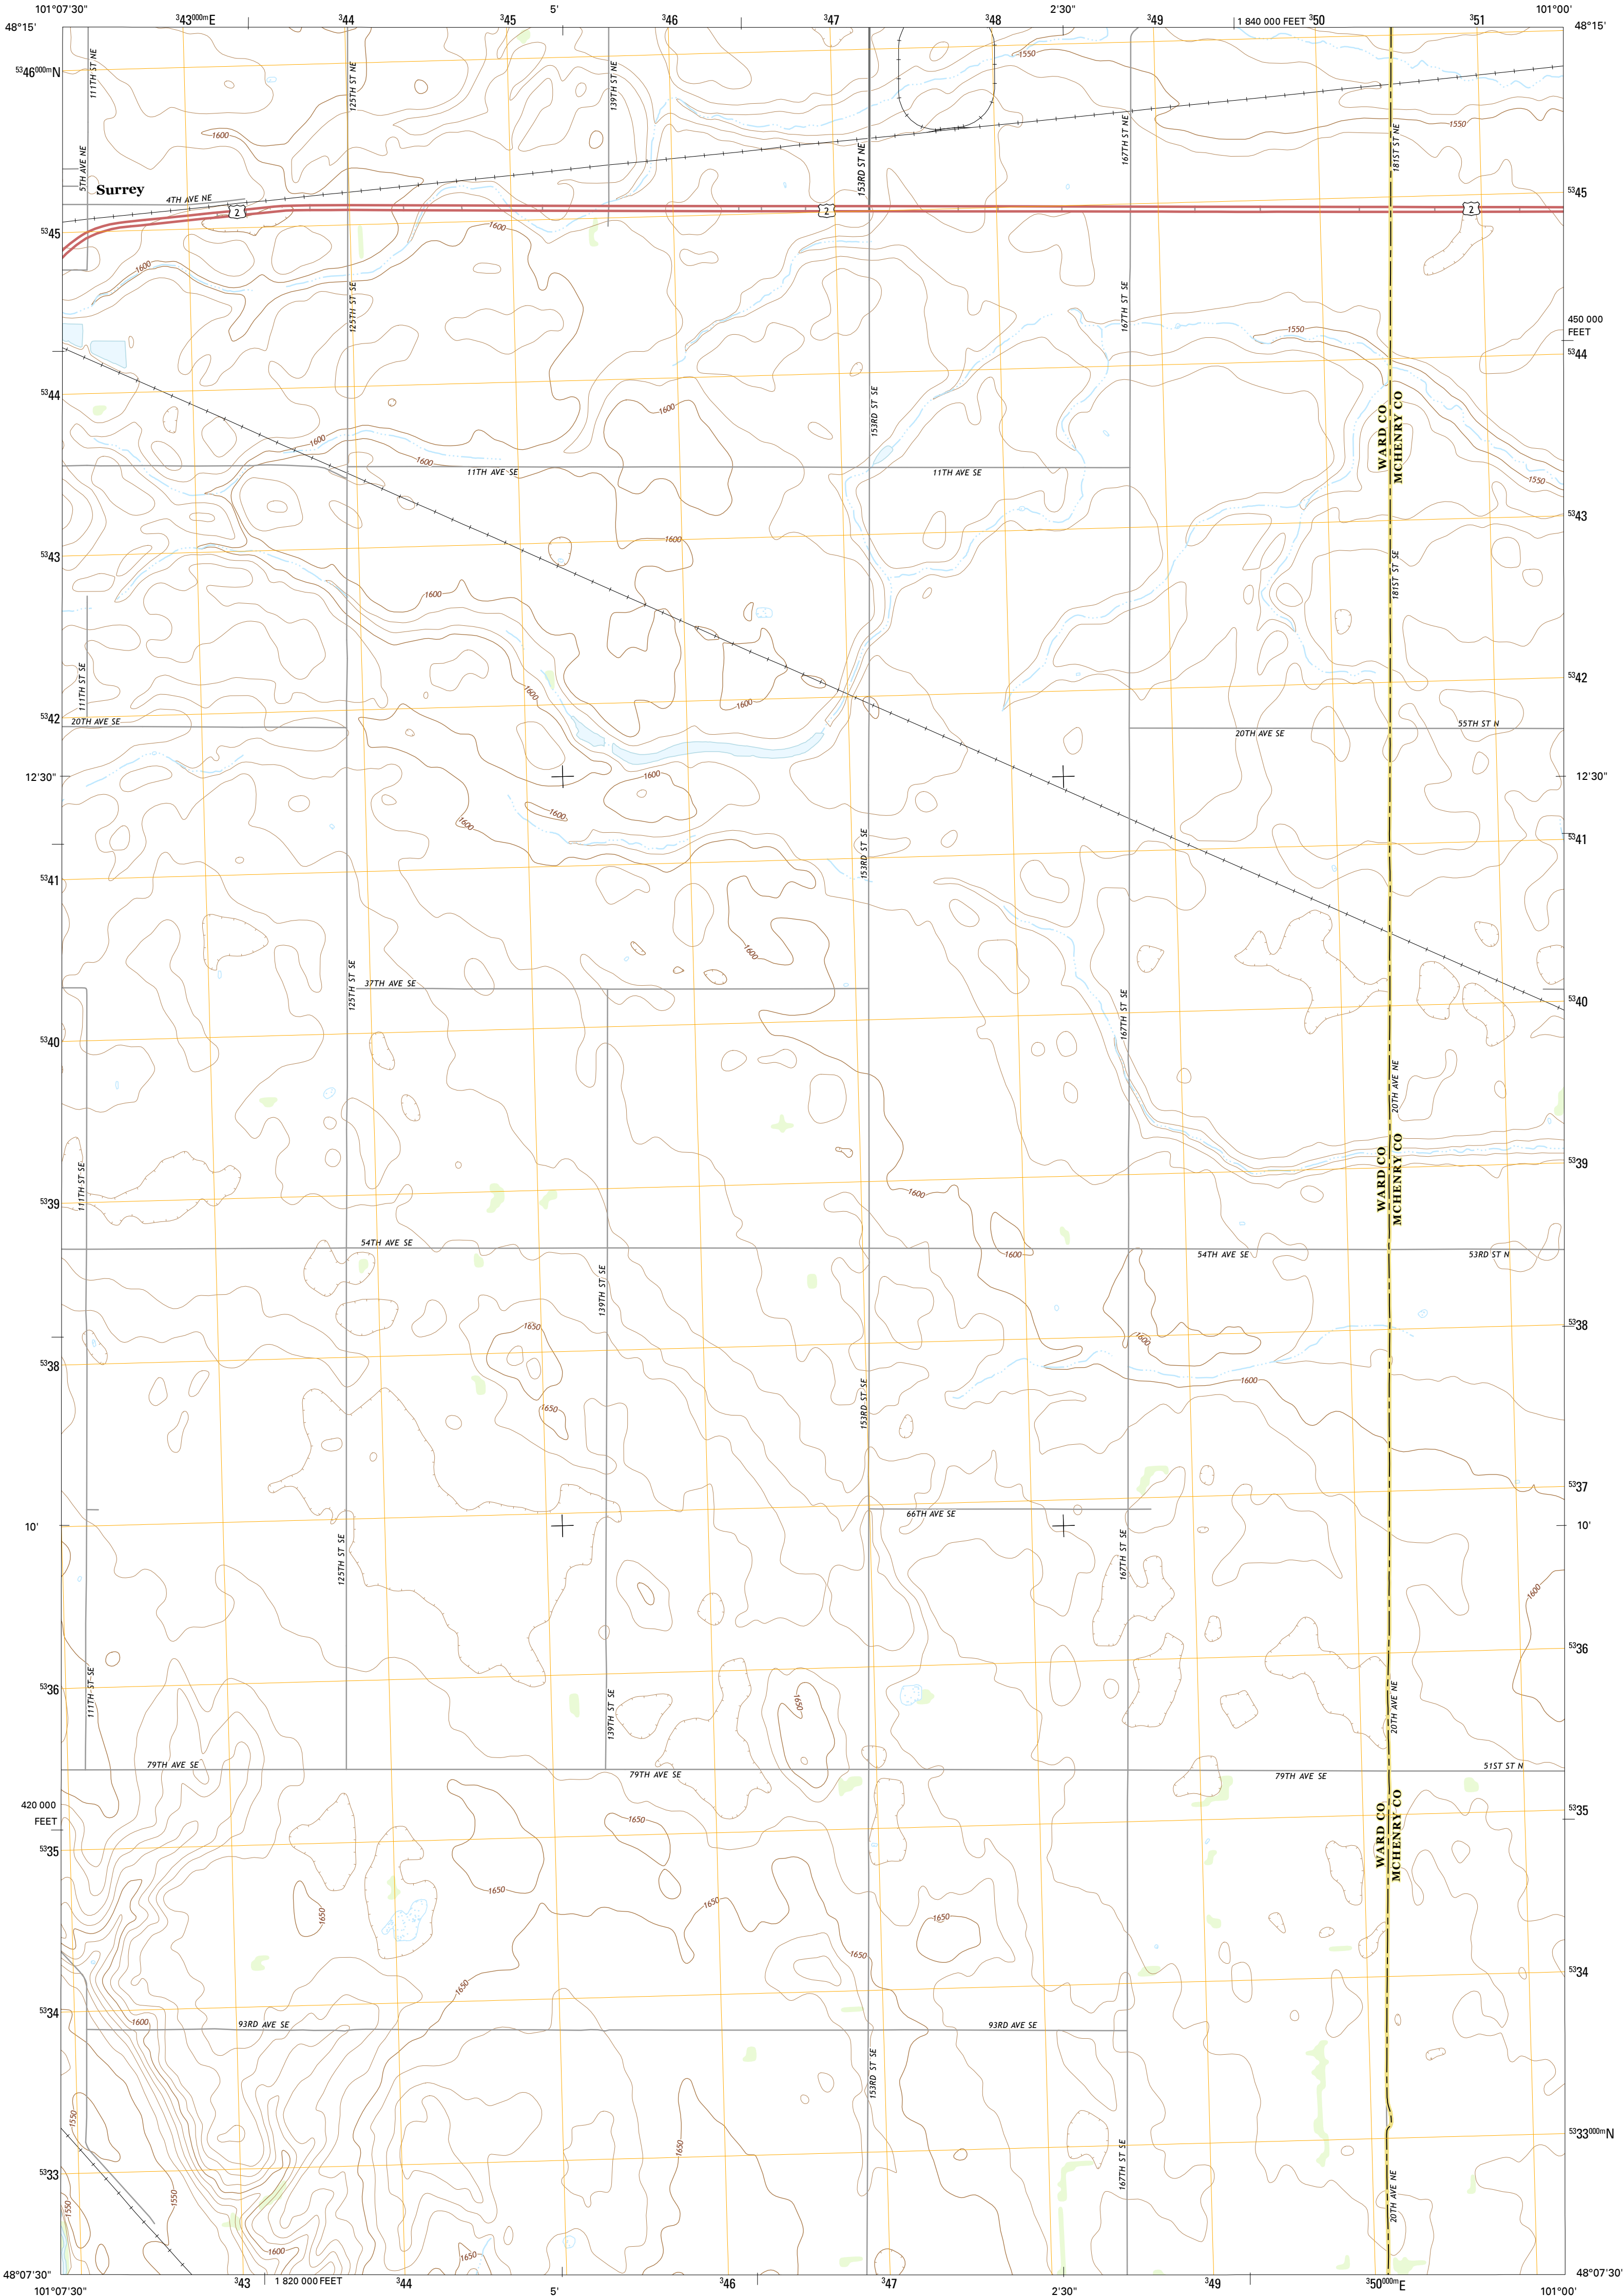 101°07'30"
³43⁰⁰⁰ᵐE
³44
³45
5'
³46
³47
³48
2'30"
³49
1 840 000 FEET
³50
³51
101°00'
48°15'
48°15'
⁵³46⁰⁰⁰ᵐN
111TH ST NE
125TH ST NE
139TH ST NE
1550
1550
167TH ST NE
181ST ST NE
1600
5TH AVE NE
153RD ST NE
Surrey
4TH AVE NE
2
2
2
⁵³45
⁵³45
1600
1600
125TH ST SE
167TH ST SE
450 000
FEET
1550
⁵³44
⁵³44
153RD ST SE
1600
WARD CO
MCHENRY CO
1600
1600
11TH AVE SE
11TH AVE SE
1550
⁵³43
⁵³43
1600
1600
181ST ST SE
111TH ST SE
1600
1600
⁵³42
⁵³42
20TH AVE SE
20TH AVE SE
55TH ST N
12'30"
12'30"
1600
1600
1600
153RD ST SE
⁵³41
⁵³41
1600
37TH AVE SE
125TH ST SE
167TH ST SE
⁵³40
⁵³40
20TH AVE NE
111TH ST SE
WARD CO
MCHENRY CO
⁵³39
⁵³39
1600
54TH AVE SE
1600
54TH AVE SE
53RD ST N
139TH ST SE
1650
1600
⁵³38
⁵³38
1600
1650
153RD ST SE
⁵³37
66TH AVE SE
10'
10'
125TH ST SE
167TH ST SE
1600
⁵³36
⁵³36
111TH ST SE
139TH ST SE
1650
20TH AVE NE
79TH AVE SE
79TH AVE SE
79TH AVE SE
51ST ST N
420 000
FEET
⁵³35
⁵³35
1650
WARD CO
MCHENRY CO
1650
1650
1650
1650
1650
1650
⁵³34
⁵³34
1600
93RD AVE SE
93RD AVE SE
153RD ST SE
1550
1650
167TH ST SE
⁵³33⁰⁰⁰ᵐN
⁵³33
1550
1550
20TH AVE NE
1600
1650
48°07'30"
48°07'30"
101°07'30"
³43
1 820 000 FEET
³44
5'
³46
³47
2'30"
³49
³50⁰⁰⁰ᵐE
101°00'